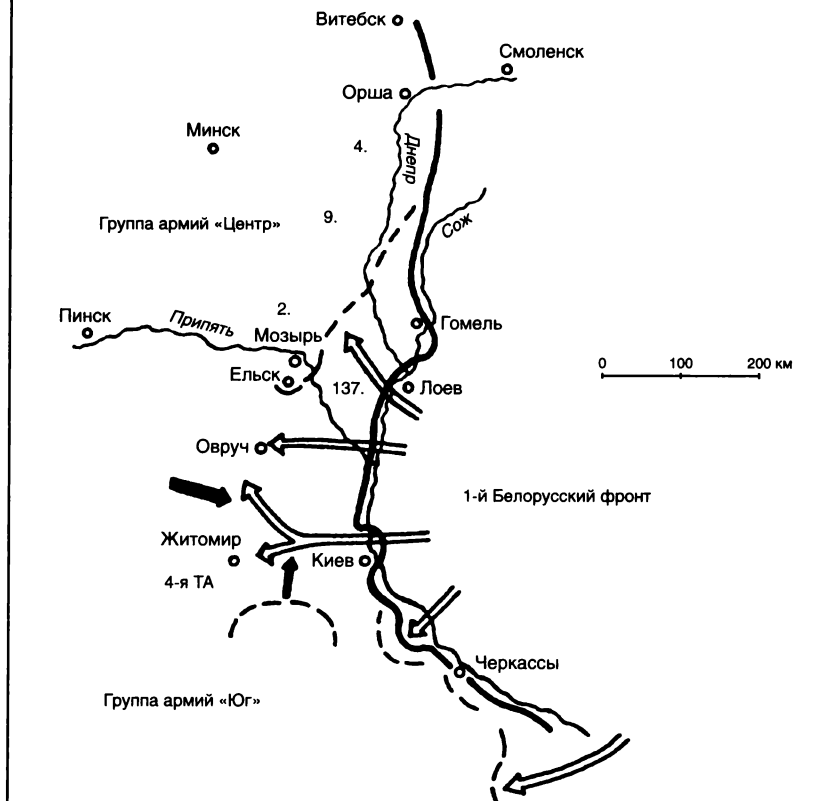 Витебск
Смоленск
Орша
Минск
4.
Днепр
9.
Сож
Группа армий «Центр»
2.
Пинск
Припять
Мозырь
Гомель
0 100 200 км
Ельск
137.
Лоев
Овруч
1-й Белорусский фронт
Житомир
Киев
4-я ТА
Черкассы
Группа армий «Юг»